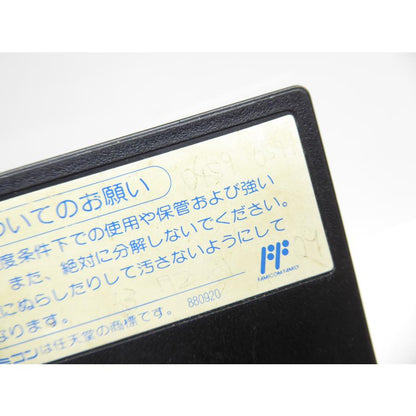 ついてのお願い
度条件下での使用や保管および強い
また、絶対に分解しないでください。
にぬらしたりして汚さないようにして
なります。
ラコンは任天堂の商標です。 880920
FAMICOM FAMILY